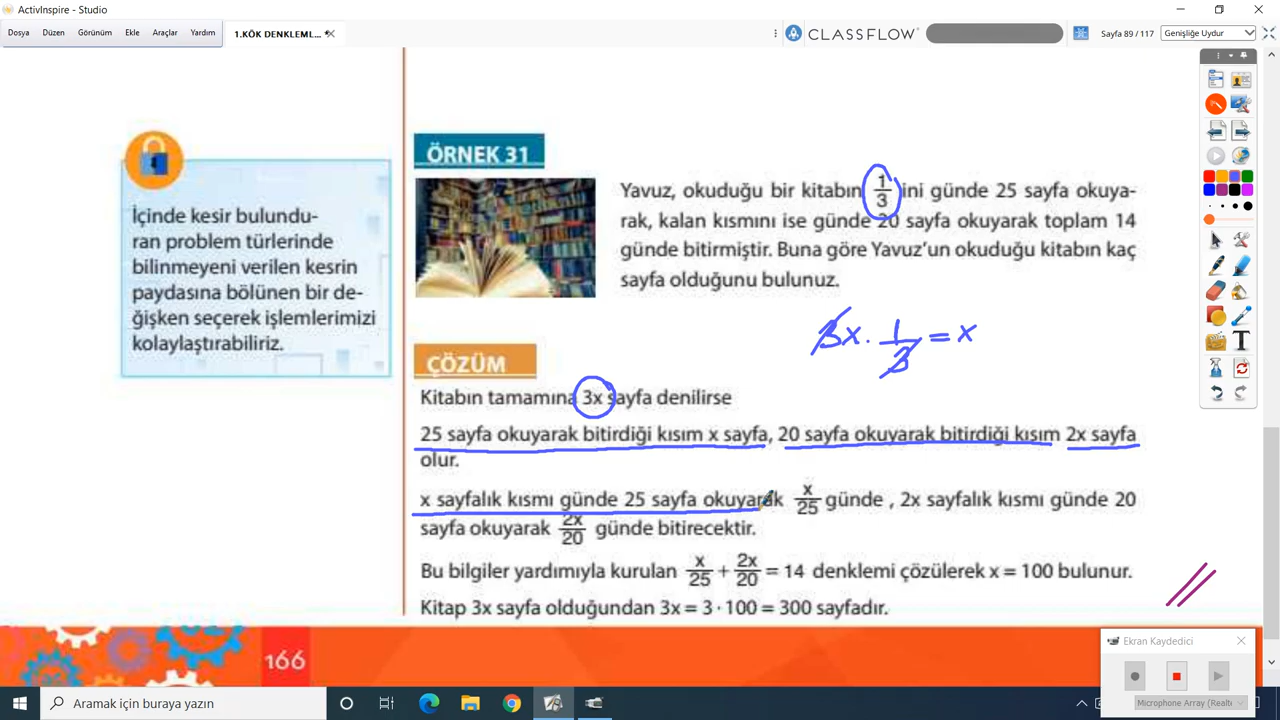 ActivInspire - Studio
Dosya Düzen Görünüm Ekle Araçlar Yardım
1.KÖK DENKLEML...
CLASSFLOW
Sayfa 89 / 117
Genişliğe Uydur
ÖRNEK 31
Yavuz, okuduğu bir kitabın 1/3 ini günde 25 sayfa okuya-
rak, kalan kısmını ise günde 20 sayfa okuyarak toplam 14
günde bitirmiştir. Buna göre Yavuz'un okuduğu kitabın kaç
sayfa olduğunu bulunuz.
İçinde kesir bulundu-
ran problem türlerinde
bilinmeyeni verilen kesrin
paydasına bölünen bir de-
ğişken seçerek işlemlerimizi
kolaylaştırabiliriz.
3x . 1/3 = x
ÇÖZÜM
Kitabın tamamına 3x sayfa denilirse
25 sayfa okuyarak bitirdiği kısım x sayfa, 20 sayfa okuyarak bitirdiği kısım 2x sayfa
olur.
x sayfalık kısmı günde 25 sayfa okuyarak x/25 günde , 2x sayfalık kısmı günde 20
sayfa okuyarak 2x/20 günde bitirecektir.
Bu bilgiler yardımıyla kurulan x/25 + 2x/20 = 14 denklemi çözülerek x = 100 bulunur.
Kitap 3x sayfa olduğundan 3x = 3 · 100 = 300 sayfadır.
166
Ekran Kaydedici
Microphone Array (Realt
Aramak için buraya yazın